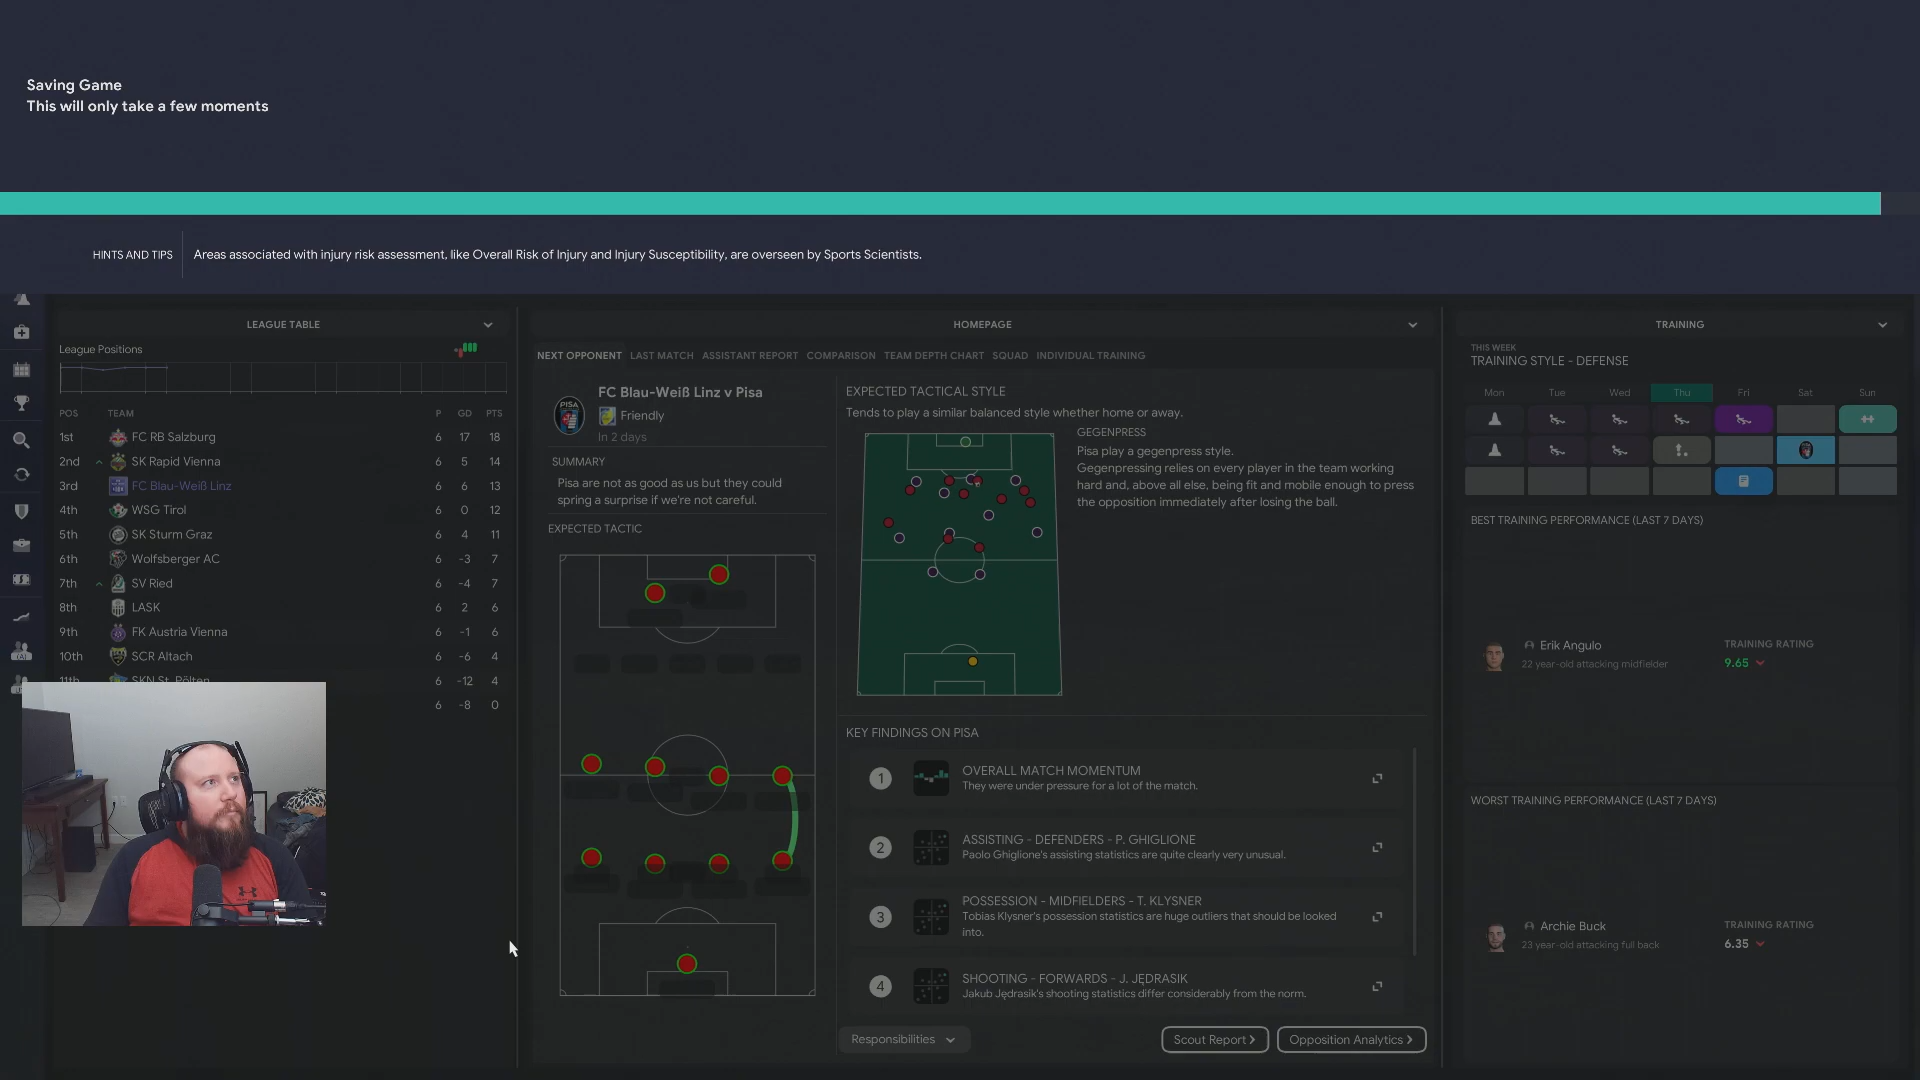 Saving Game
This will only take a few moments
HINTS AND TIPS
Areas associated with injury risk assessment, like Overall Risk of Injury and Injury Susceptibility, are overseen by Sports Scientists.
LEAGUE TABLE
League Positions
POS TEAM P GD PTS
1st FC RB Salzburg 6 17 18
2nd SK Rapid Vienna 6 5 14
3rd FC Blau-Weiß Linz 6 6 13
4th WSG Tirol 6 0 12
5th SK Sturm Graz 6 4 11
6th Wolfsberger AC 6 -3 7
7th SV Ried 6 -4 7
8th LASK 6 2 6
9th FK Austria Vienna 6 -1 6
10th SCR Altach 6 -6 4
11th SKN St. Pölten 6 -12 4
6 -8 0
HOMEPAGE
NEXT OPPONENT LAST MATCH ASSISTANT REPORT COMPARISON TEAM DEPTH CHART SQUAD INDIVIDUAL TRAINING
PISA
FC Blau-Weiß Linz v Pisa
Friendly
In 2 days
SUMMARY
Pisa are not as good as us but they could
spring a surprise if we're not careful.
EXPECTED TACTIC
EXPECTED TACTICAL STYLE
Tends to play a similar balanced style whether home or away.
GEGENPRESS
Pisa play a gegenpress style.
Gegenpressing relies on every player in the team working
hard and, above all else, being fit and mobile enough to press
the opposition immediately after losing the ball.
KEY FINDINGS ON PISA
1 OVERALL MATCH MOMENTUM
They were under pressure for a lot of the match.
2 ASSISTING - DEFENDERS - P. GHIGLIONE
Paolo Ghiglione's assisting statistics are quite clearly very unusual.
3 POSSESSION - MIDFIELDERS - T. KLYSNER
Tobias Klysner's possession statistics are huge outliers that should be looked
into.
4 SHOOTING - FORWARDS - J. JĘDRASIK
Jakub Jędrasik's shooting statistics differ considerably from the norm.
Responsibilities
Scout Report
Opposition Analytics
TRAINING
THIS WEEK
TRAINING STYLE - DEFENSE
Mon Tue Wed Thu Fri Sat Sun
BEST TRAINING PERFORMANCE (LAST 7 DAYS)
Erik Angulo
22 year-old attacking midfielder
TRAINING RATING
9.65
WORST TRAINING PERFORMANCE (LAST 7 DAYS)
Archie Buck
23 year-old attacking full back
TRAINING RATING
6.35